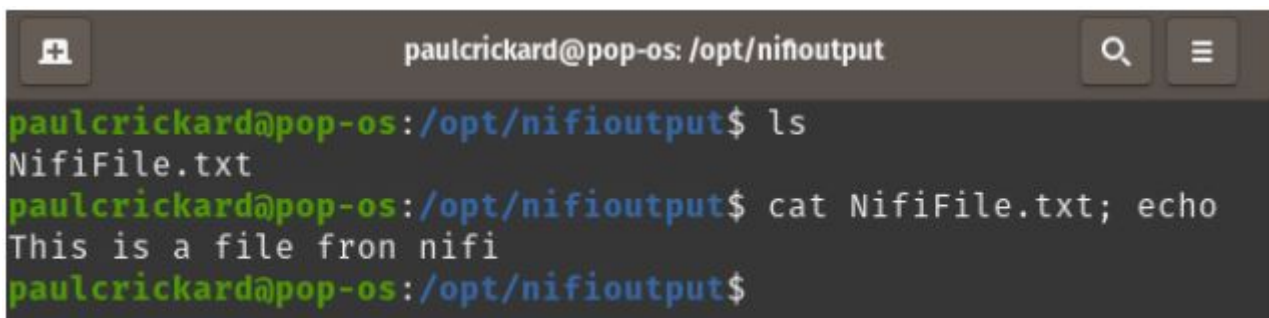 paulcrickard@pop-os: /opt/nifioutput
paulcrickard@pop-os:/opt/nifioutput$ ls
NifiFile.txt
paulcrickard@pop-os:/opt/nifioutput$ cat NifiFile.txt; echo
This is a file fron nifi
paulcrickard@pop-os:/opt/nifioutput$